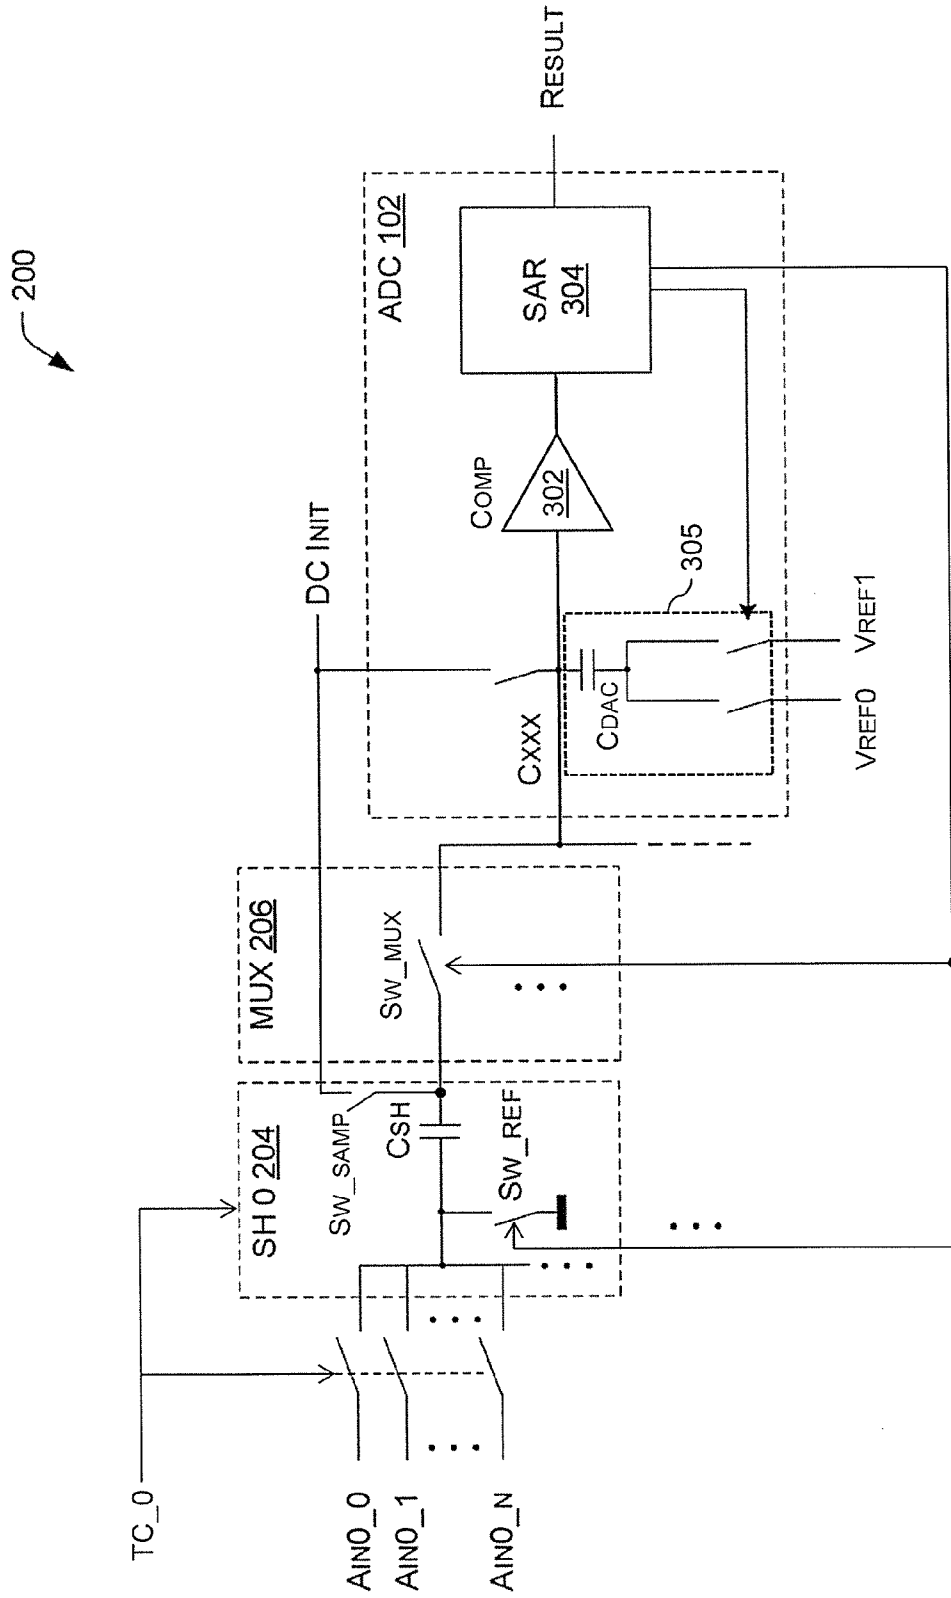 200
TC_0
AIN0_0
AIN0_1
AIN0_N
SH 0 204
SW_SAMP
CSH
SW_REF
MUX 206
SW_MUX
DC INIT
ADC 102
CXXX
CDAC
305
VREF0
VREF1
COMP
302
SAR
304
RESULT